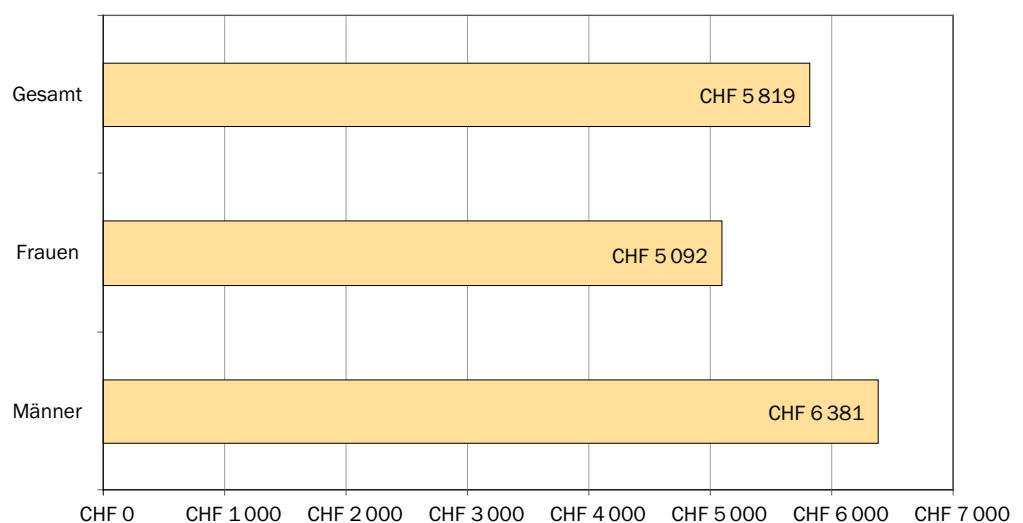 Gesamt
CHF 5 819
Frauen
CHF 5 092
Männer
CHF 6 381
CHF 0 CHF 1 000 CHF 2 000 CHF 3 000 CHF 4 000 CHF 5 000 CHF 6 000 CHF 7 000